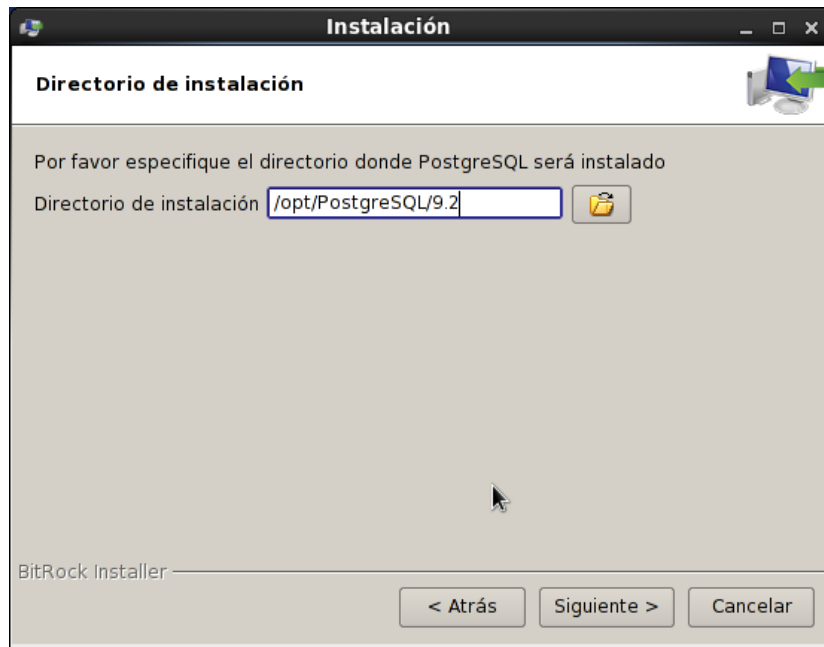 Instalación
Directorio de instalación
Por favor especifique el directorio donde PostgreSQL será instalado
Directorio de instalación /opt/PostgreSQL/9.2
BitRock Installer
< Atrás Siguiente > Cancelar